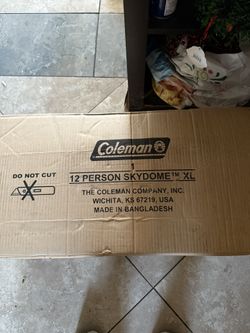 Coleman
1
12 PERSON SKYDOME™ XL
DO NOT CUT
THE COLEMAN COMPANY, INC.
WICHITA, KS 67219, USA
MADE IN BANGLADESH